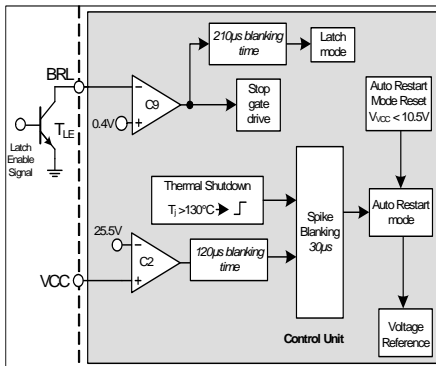 210µs blanking
time
Latch
mode
BRL
C9
TLE
0.4V
Stop
gate
drive
Latch
Enable
Signal
Auto Restart
Mode Reset
VVCC < 10.5V
Thermal Shutdown
Tj >130°C
Spike
Blanking
30µs
Auto Restart
mode
25.5V
C2
120µs blanking
time
VCC
Voltage
Reference
Control Unit